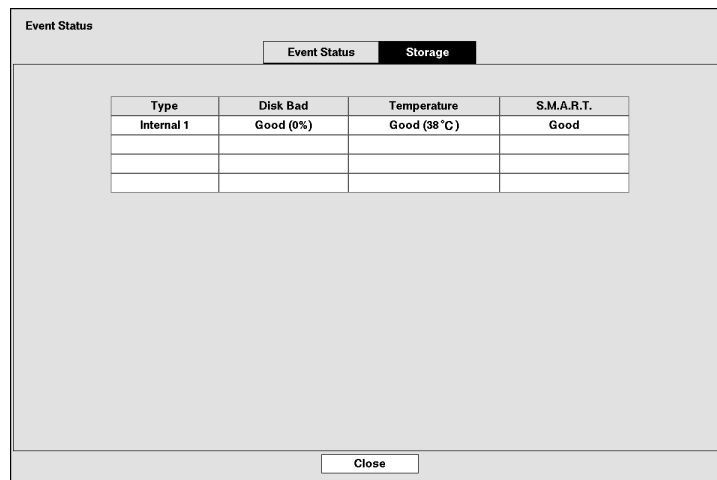 Event Status
Event Status Storage
Type Disk Bad Temperature S.M.A.R.T.
Internal 1 Good (0%) Good (38°C) Good
Close